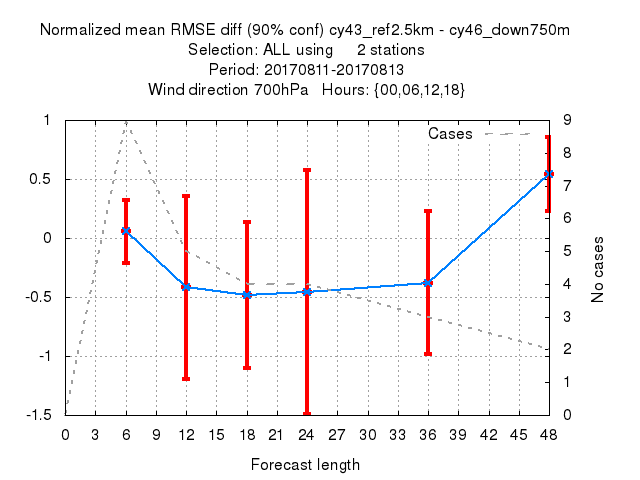 Normalized mean RMSE diff (90% conf) cy43_ref2.5km - cy46_down750m
Selection: ALL using     2 stations
Period: 20170811-20170813
Wind direction 700hPa   Hours: {00,06,12,18}
Cases
1
0.5
0
-0.5
-1
-1.5
9
8
7
6
5
4
3
2
1
0
No cases
0 3 6 9 12 15 18 21 24 27 30 33 36 39 42 45 48
Forecast length